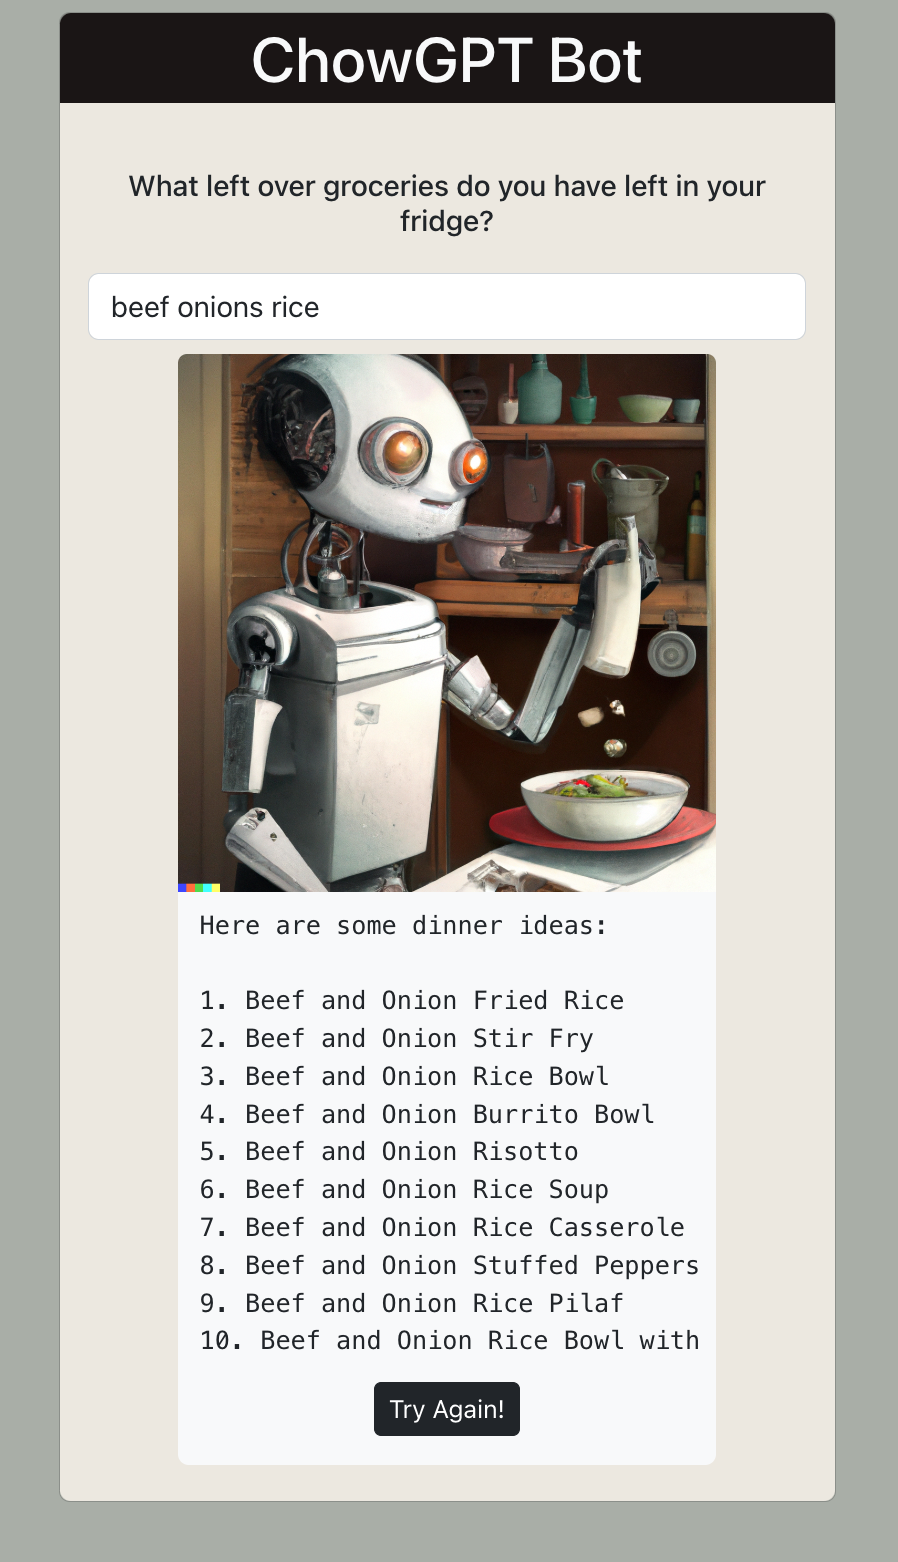 ChowGPT Bot
What left over groceries do you have left in your
fridge?
beef onions rice
Here are some dinner ideas:
1. Beef and Onion Fried Rice
2. Beef and Onion Stir Fry
3. Beef and Onion Rice Bowl
4. Beef and Onion Burrito Bowl
5. Beef and Onion Risotto
6. Beef and Onion Rice Soup
7. Beef and Onion Rice Casserole
8. Beef and Onion Stuffed Peppers
9. Beef and Onion Rice Pilaf
10. Beef and Onion Rice Bowl with
Try Again!